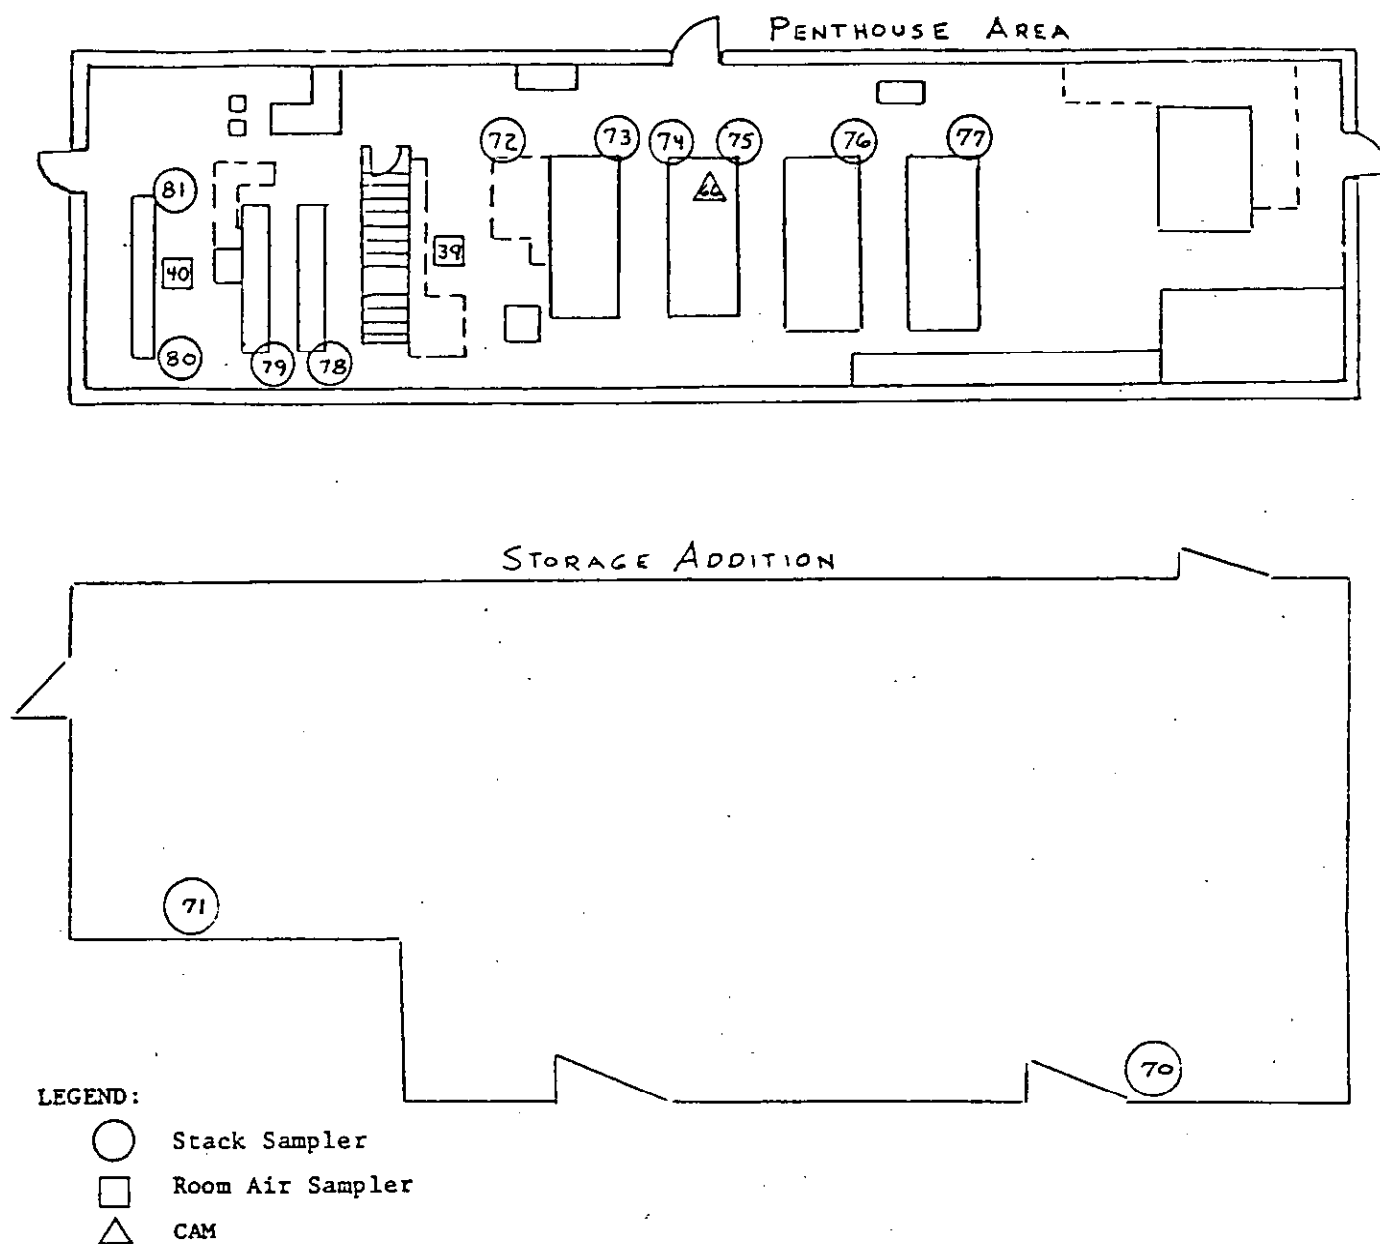 PENTHOUSE AREA
72 73 74 75 76 77
81 66
39
40
80 79 78
STORAGE ADDITION
71
70
LEGEND:
Stack Sampler
Room Air Sampler
CAM